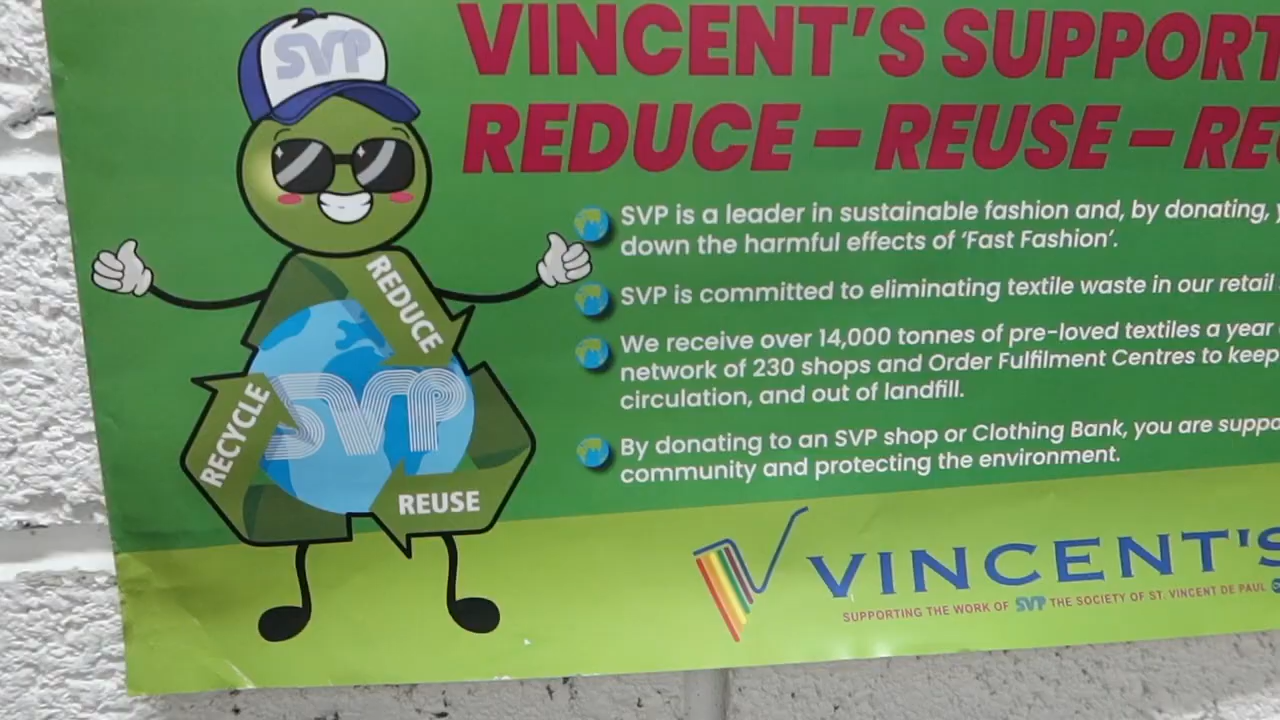 SVP
VINCENT'S SUPPORT
REDUCE – REUSE – RE
SVP is a leader in sustainable fashion and, by donating,
down the harmful effects of 'Fast Fashion'.
SVP is committed to eliminating textile waste in our retail
We receive over 14,000 tonnes of pre-loved textiles a year
network of 230 shops and Order Fulfilment Centres to keep
circulation, and out of landfill.
By donating to an SVP shop or Clothing Bank, you are suppo
community and protecting the environment.
REDUCE
RECYCLE
SVP
REUSE
VINCENT'S
SUPPORTING THE WORK OF SVP THE SOCIETY OF ST. VINCENT DE PAUL